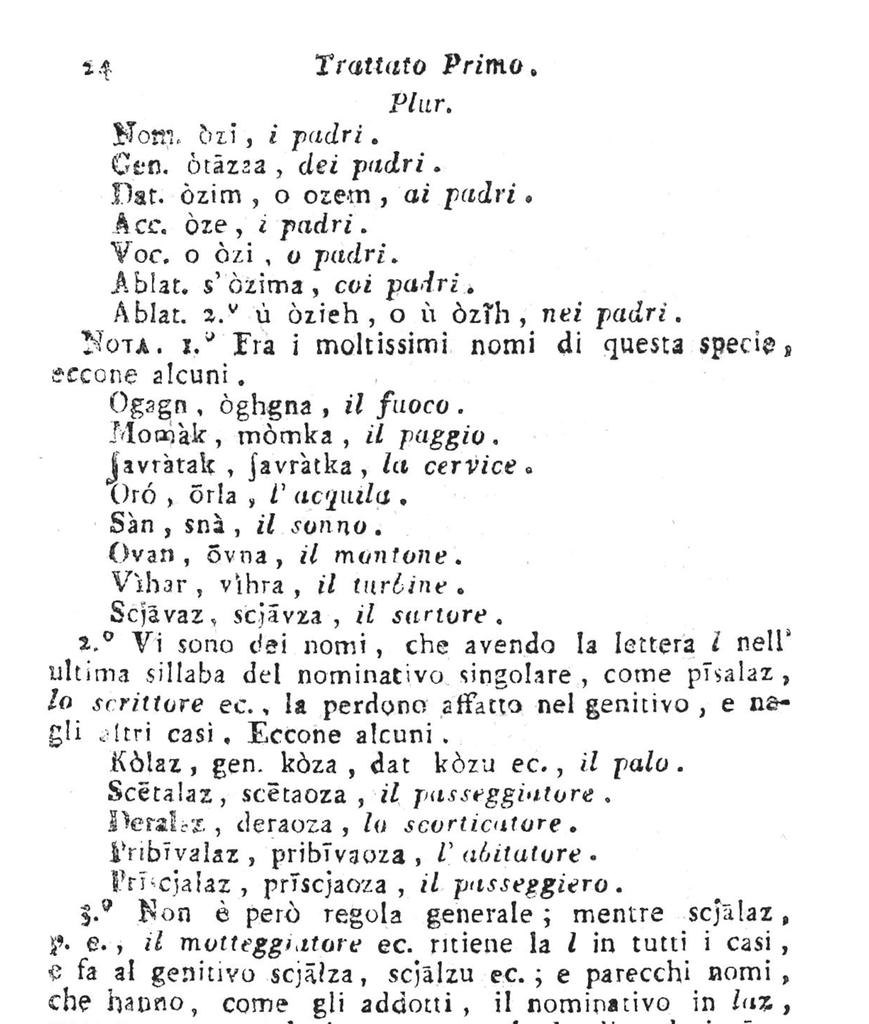 24 Trattato Primo.
Plur.
Nom. òzi, i padri.
Gen. òtāzaa, dei padri.
Dat. òzim, o ozem, ai padri.
Acc. òze, i padri.
Voc. o òzi, o padri.
Ablat. s'òzima, coi padri.
Ablat. 2.º ù òzieh, o ù òzīh, nei padri.
NOTA. 1.º Fra i moltissimi nomi di questa specie,
eccone alcuni.
Ogagn, òghgna, il fuoco.
Momàk, mòmka, il paggio.
ſavràtak, ſavràtka, la cervice.
Oró, ōrla, l'acquila.
Sàn, snà, il sonno.
Ovan, ōvna, il montone.
Vìhar, vìhra, il turbine.
Scjāvaz, scjāvza, il sartore.
2.º Vi sono dei nomi, che avendo la lettera l nell'
ultima sillaba del nominativo singolare, come pīsalaz,
lo scrittore ec., la perdono affatto nel genitivo, e ne-
gli altri casi. Eccone alcuni.
Kòlaz, gen. kòza, dat kòzu ec., il palo.
Scētalaz, scētaoza, il passeggiatore.
Deralaz, deraoza, lo scorticatore.
Pribīvalaz, pribīvaoza, l'abitatore.
Prīscjalaz, prīscjaoza, il passeggiero.
3.º Non è però regola generale; mentre scjālaz,
p. e., il motteggiatore ec. ritiene la l in tutti i casi,
e fa al genitivo scjālza, scjālzu ec.; e parecchi nomi,
che hanno, come gli addotti, il nominativo in laz,